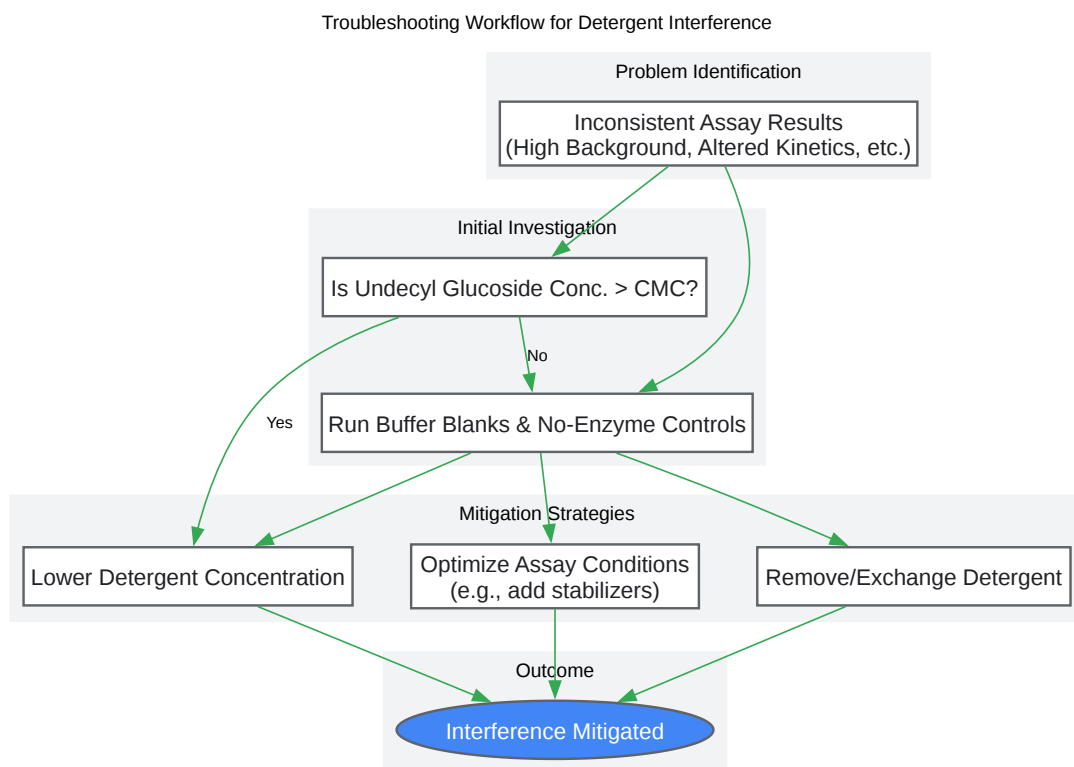 Troubleshooting Workflow for Detergent Interference
Problem Identification
Inconsistent Assay Results
(High Background, Altered Kinetics, etc.)
Initial Investigation
Is Undecyl Glucoside Conc. > CMC?
No
Yes
Run Buffer Blanks & No-Enzyme Controls
Mitigation Strategies
Lower Detergent Concentration
Optimize Assay Conditions
(e.g., add stabilizers)
Remove/Exchange Detergent
Outcome
Interference Mitigated